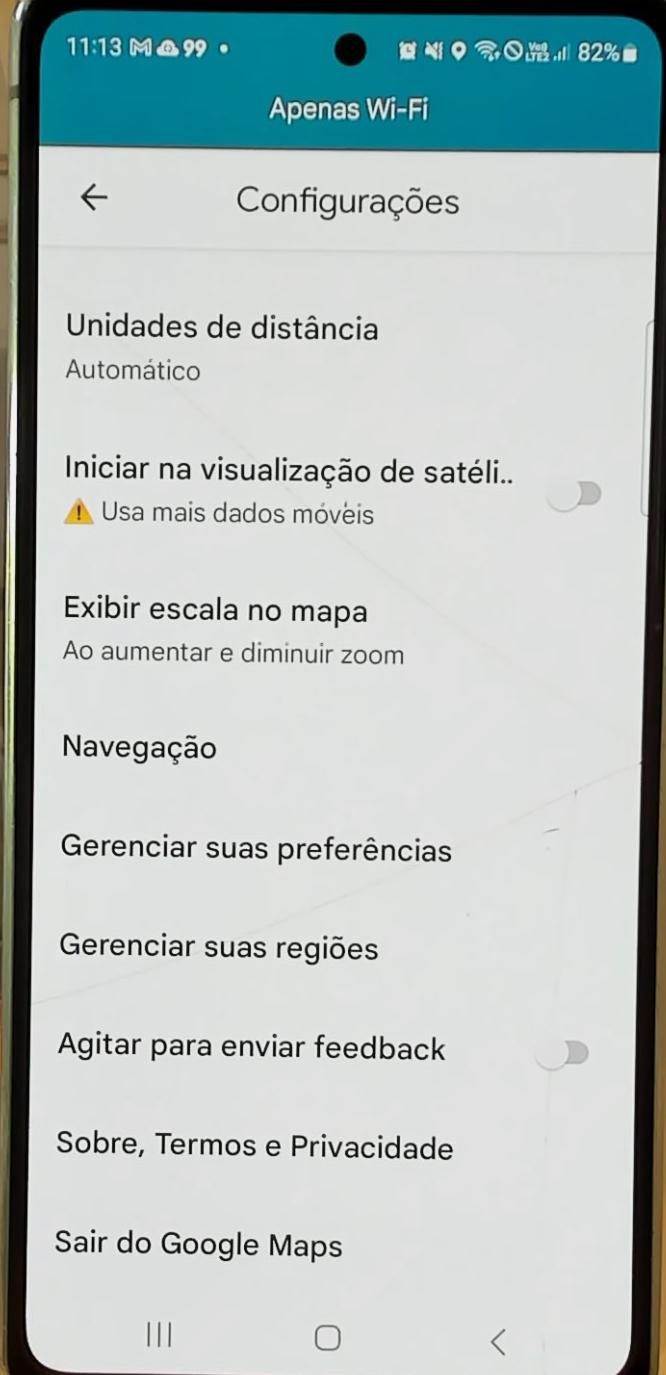 11:13 M 99
82%
Apenas Wi-Fi
Configurações
Unidades de distância
Automático
Iniciar na visualização de satéli..
Usa mais dados móveis
Exibir escala no mapa
Ao aumentar e diminuir zoom
Navegação
Gerenciar suas preferências
Gerenciar suas regiões
Agitar para enviar feedback
Sobre, Termos e Privacidade
Sair do Google Maps